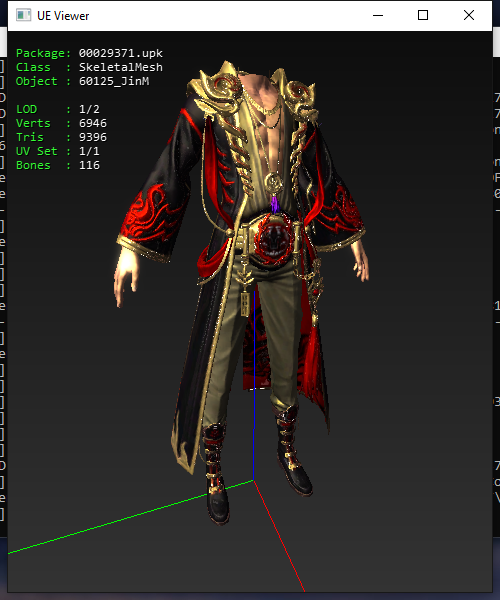 UE Viewer
Package: 00029371.upk
Class  : SkeletalMesh
Object : 60125_JinM
LOD    : 1/2
Verts  : 6946
Tris   : 9396
UV Set : 1/1
Bones  : 116